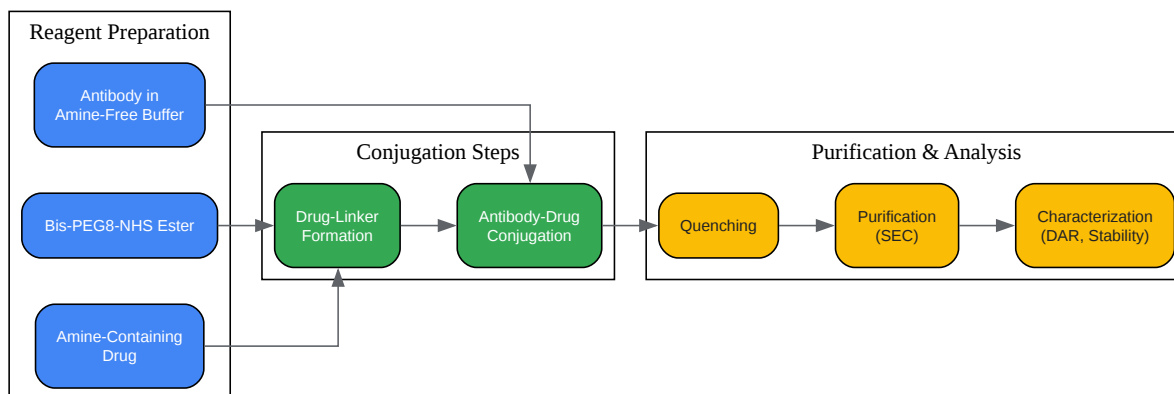 Reagent Preparation
Antibody in
Amine-Free Buffer
Bis-PEG8-NHS Ester
Amine-Containing
Drug
Conjugation Steps
Drug-Linker
Formation
Antibody-Drug
Conjugation
Purification & Analysis
Quenching
Purification
(SEC)
Characterization
(DAR, Stability)